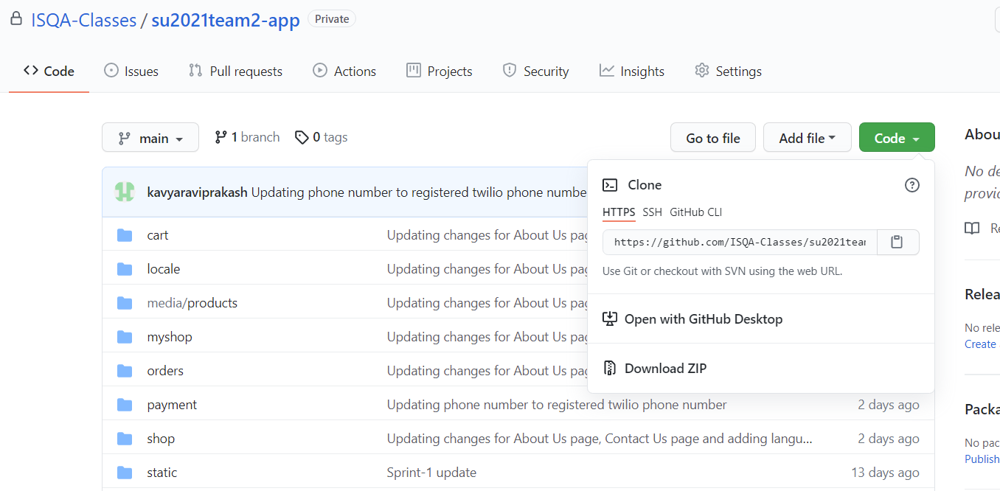 ISQA-Classes / su2021team2-app Private
Code Issues Pull requests Actions Projects Security Insights Settings
main 1 branch 0 tags Go to file Add file Code
kavyaraviprakash Updating phone number to registered twilio phone numbe
Clone
HTTPS SSH GitHub CLI
https://github.com/ISQA-Classes/su2021tear
Use Git or checkout with SVN using the web URL.
Open with GitHub Desktop
Download ZIP
cart Updating changes for About Us pag
locale Updating changes for About Us pag
media/products Updating changes for About Us pag
myshop Updating changes for About Us pag
orders Updating changes for About Us pag
payment Updating phone number to registered twilio phone number 2 days ago
shop Updating changes for About Us page, Contact Us page and adding langu... 2 days ago
static Sprint-1 update 13 days ago
Abou
No de
provic
Re
Relea
No rele
Create
Packa
No pac
Publish